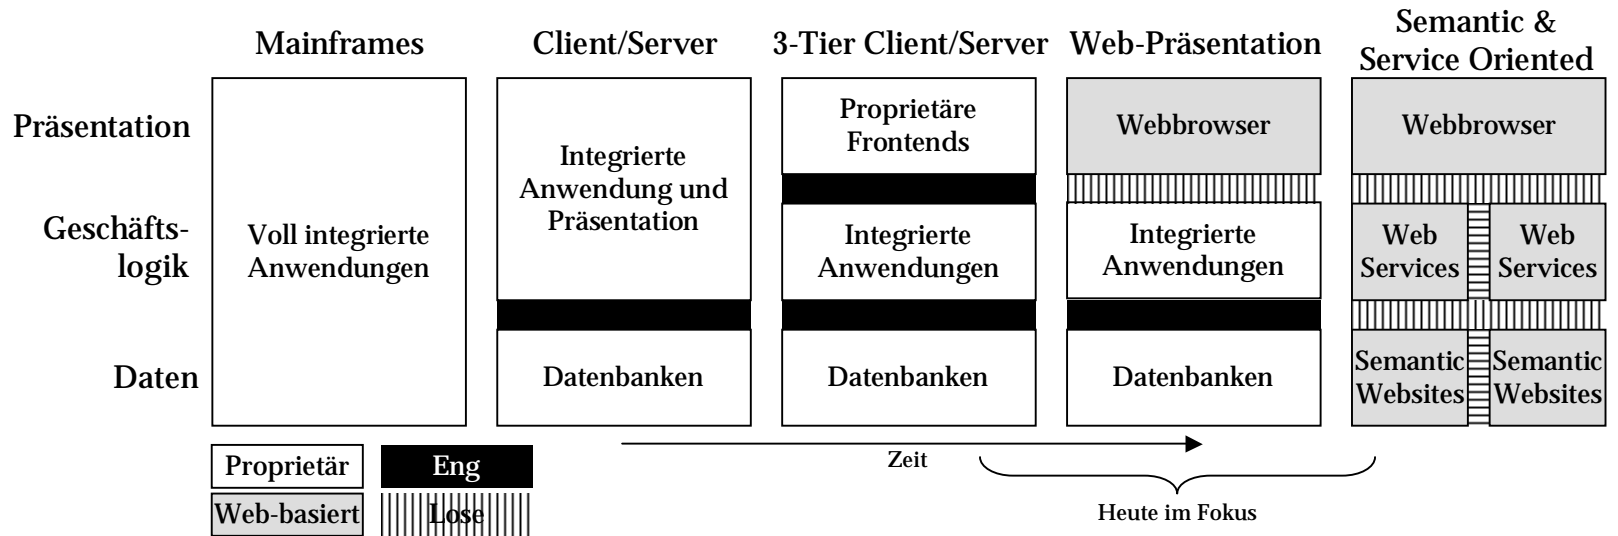 Mainframes
Client/Server
3-Tier Client/Server
Web-Präsentation
Semantic &
Service Oriented
Präsentation
Geschäfts-
logik
Daten
Voll integrierte
Anwendungen
Integrierte
Anwendung und
Präsentation
Datenbanken
Proprietäre
Frontends
Integrierte
Anwendungen
Datenbanken
Webbrowser
Integrierte
Anwendungen
Datenbanken
Webbrowser
Web
Services
Web
Services
Semantic
Websites
Semantic
Websites
Proprietär
Eng
Web-basiert
Lose
Zeit
Heute im Fokus